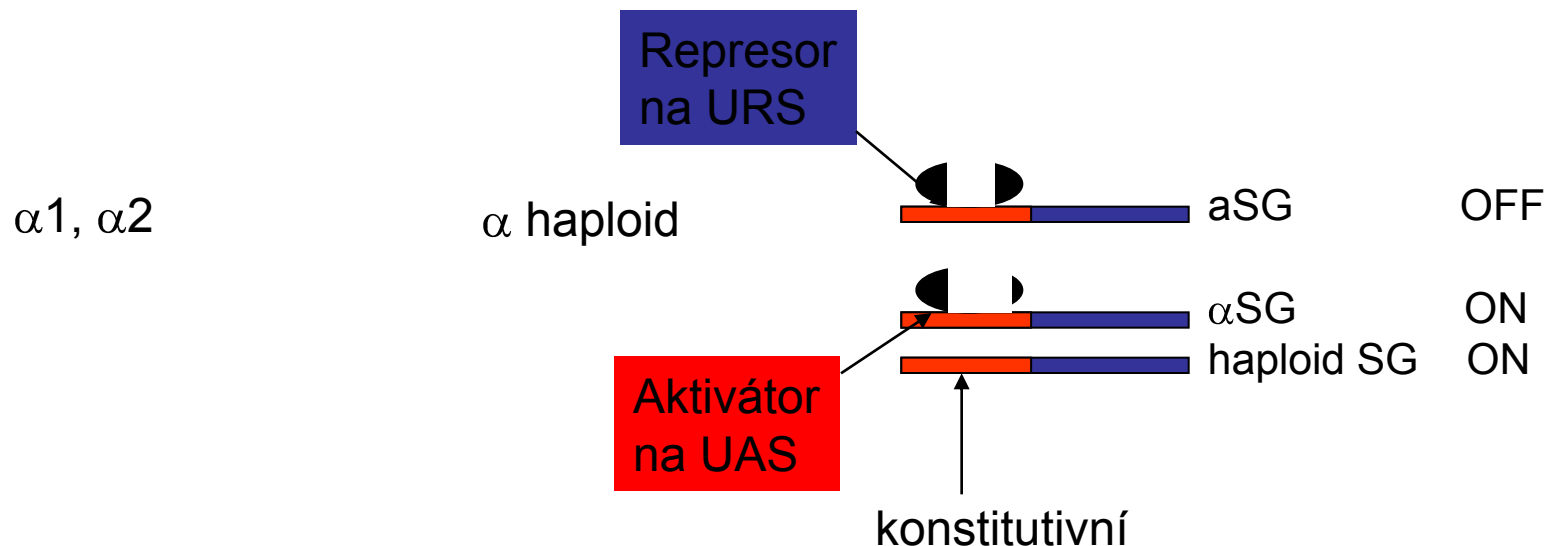 Represor
na URS
α1, α2
α haploid
aSG OFF
αSG ON
haploid SG ON
Aktivátor
na UAS
konstitutivní